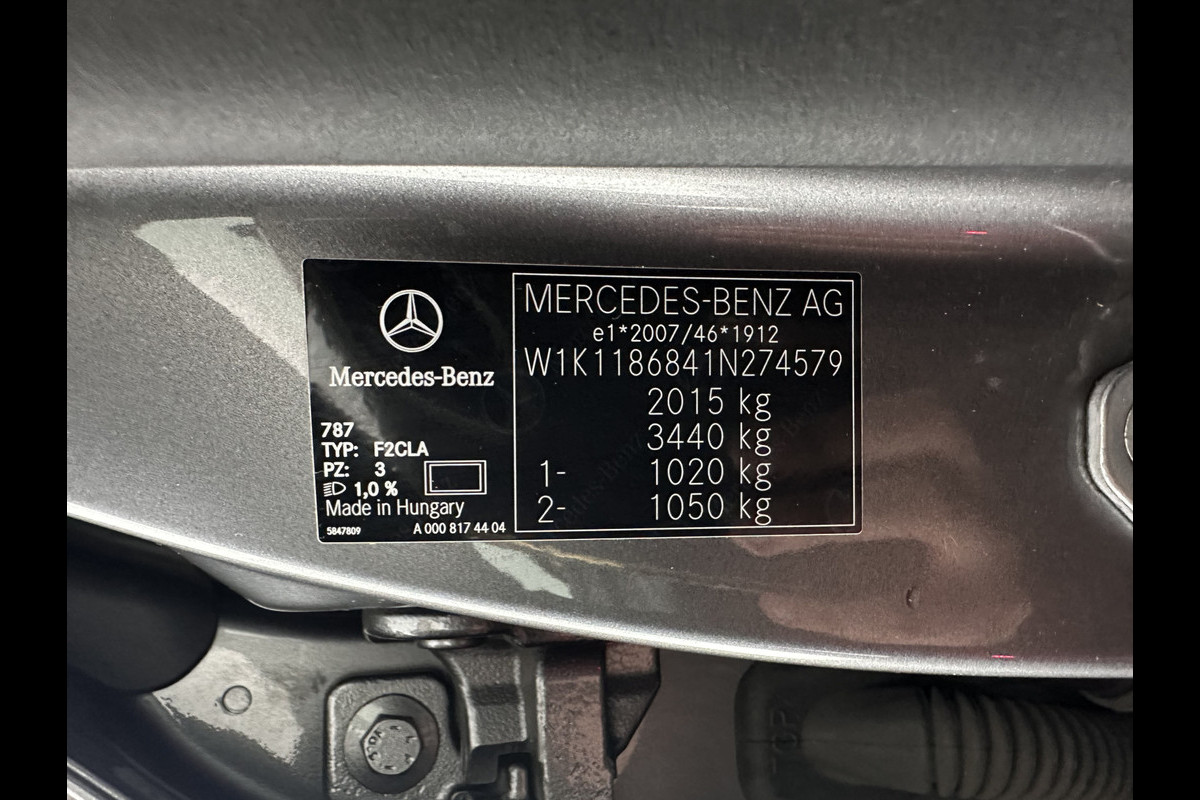 Mercedes-Benz
787
TYP: F2CLA
PZ: 3
1,0 %
Made in Hungary
5847809 A 000 817 44 04
MERCEDES-BENZ AG
e1*2007/46*1912
W1K1186841N274579
2015 kg
3440 kg
1- 1020 kg
2- 1050 kg
TOP